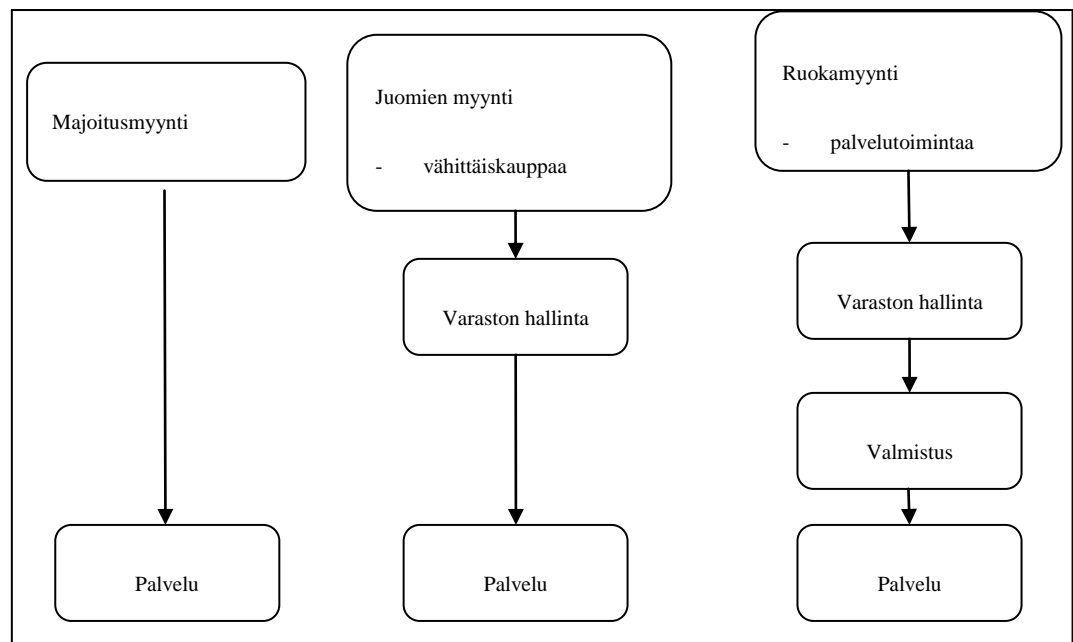 Majoitusmyynti
Palvelu
Juomien myynti
- vähittäiskauppaa
Varaston hallinta
Palvelu
Ruokamyynti
- palvelutoimintaa
Varaston hallinta
Valmistus
Palvelu